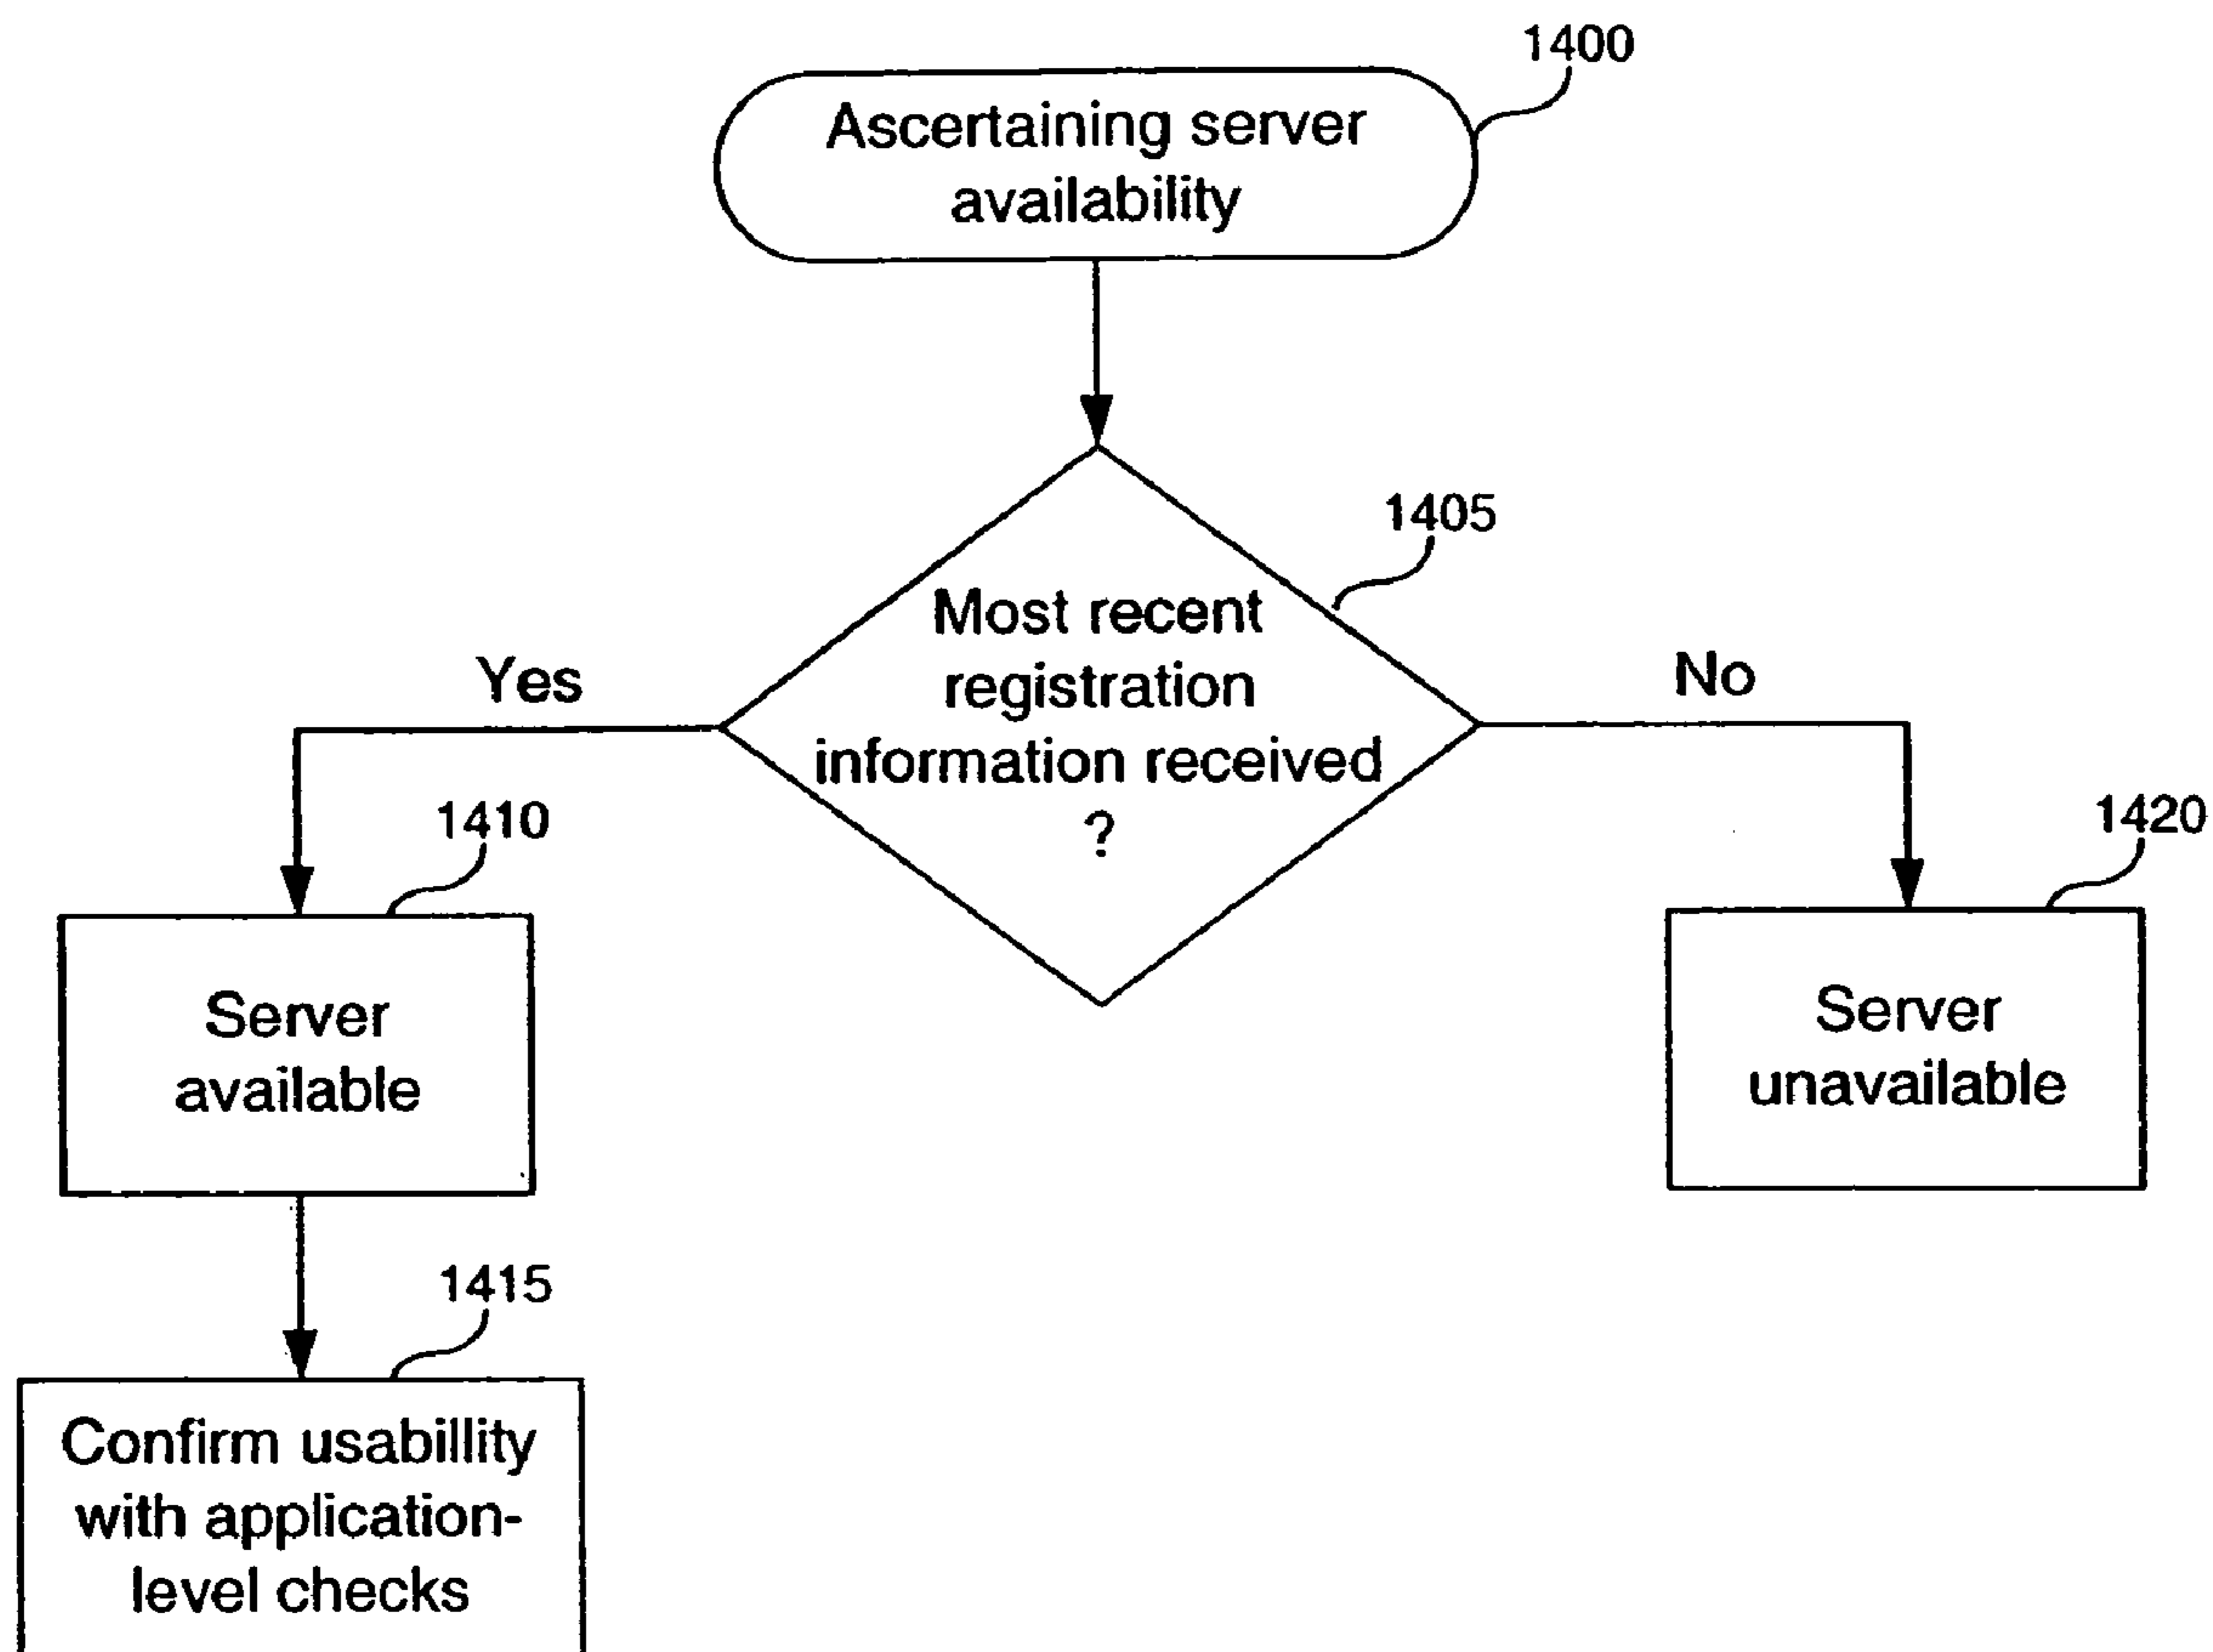 1400
Ascertaining server
availability
1405
Most recent
registration
information received
?
Yes
No
1410
Server
available
1420
Server
unavailable
1415
Confirm usabillity
with application-
level checks